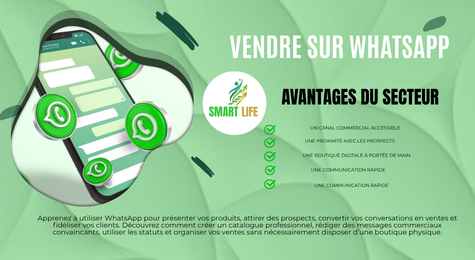 VENDRE SUR WHATSAPP
SMART LIFE
AVANTAGES DU SECTEUR
UN CANAL COMMERCIAL ACCESSIBLE
UNE PROXIMITÉ AVEC LES PROSPECTS
UNE BOUTIQUE DIGITALE À PORTÉE DE MAIN
UNE COMMUNICATION RAPIDE
UNE COMMUNICATION RAPIDE
Apprenez à utiliser WhatsApp pour présenter vos produits, attirer des prospects, convertir vos conversations en ventes et
fidéliser vos clients. Découvrez comment créer un catalogue professionnel, rédiger des messages commerciaux
convaincants, utiliser les statuts et organiser vos ventes sans nécessairement disposer d'une boutique physique.